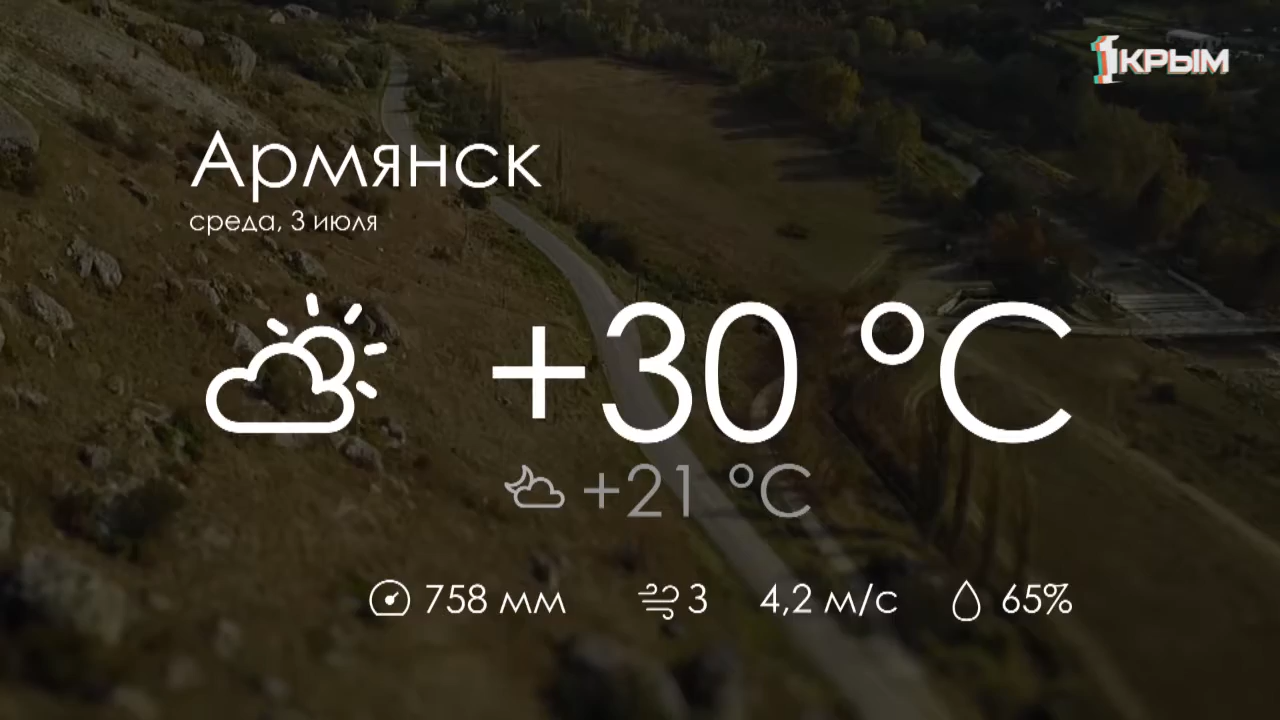 1КРЫМ
Армянск
среда, 3 июля
+30 °C
+21 °C
758 мм 3 4,2 м/с 65%